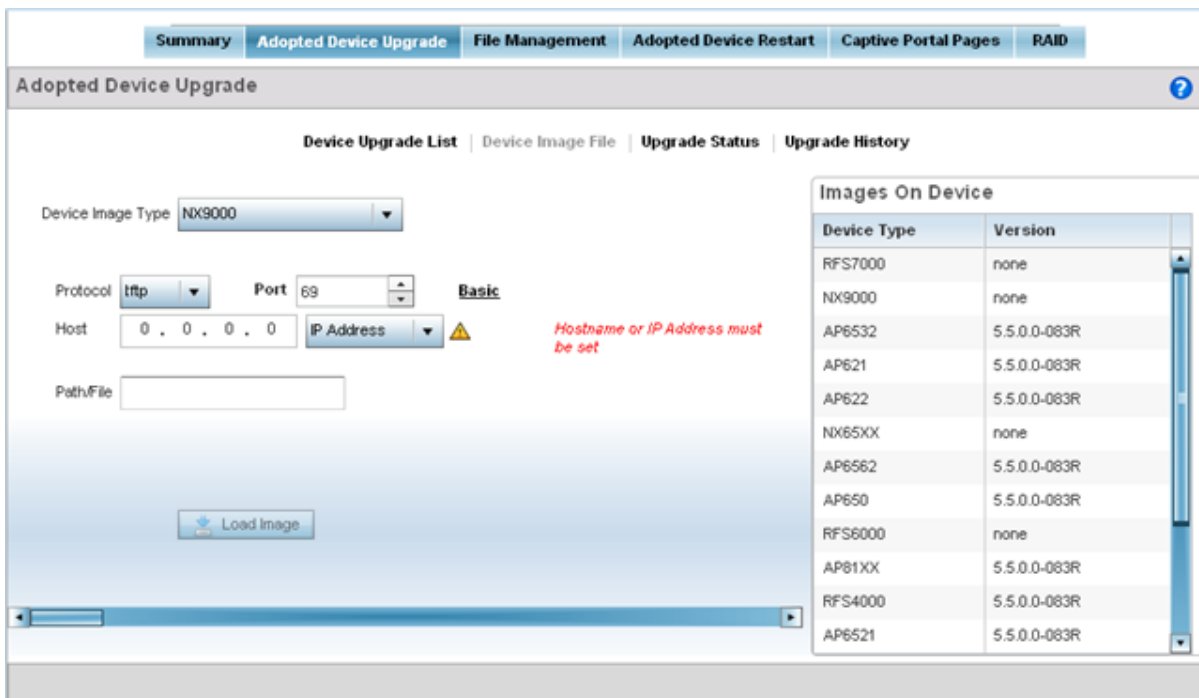 Summary Adopted Device Upgrade File Management Adopted Device Restart Captive Portal Pages RAID
Adopted Device Upgrade ?
Device Upgrade List Device Image File Upgrade Status Upgrade History
Device Image Type NX9000
Protocol tftp Port 69 Basic
Host 0 . 0 . 0 . 0 IP Address Hostname or IP Address must
be set
Path/File
Load Image
Images On Device
Device Type Version
RFS7000 none
NX9000 none
AP6532 5.5.0.0-083R
AP621 5.5.0.0-083R
AP622 5.5.0.0-083R
NX65XX none
AP6562 5.5.0.0-083R
AP650 5.5.0.0-083R
RFS6000 none
AP81XX 5.5.0.0-083R
RFS4000 5.5.0.0-083R
AP6521 5.5.0.0-083R